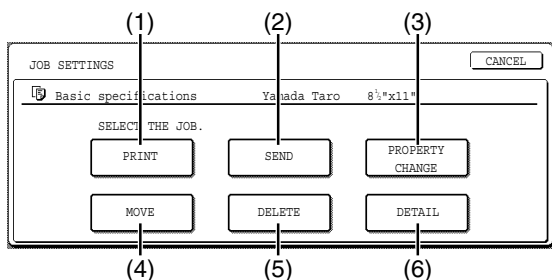 (1) (2) (3)
JOB SETTINGS CANCEL
Basic specifications Yamada Taro 8½"x11"
SELECT THE JOB.
PRINT SEND PROPERTY CHANGE
MOVE DELETE DETAIL
(4) (5) (6)